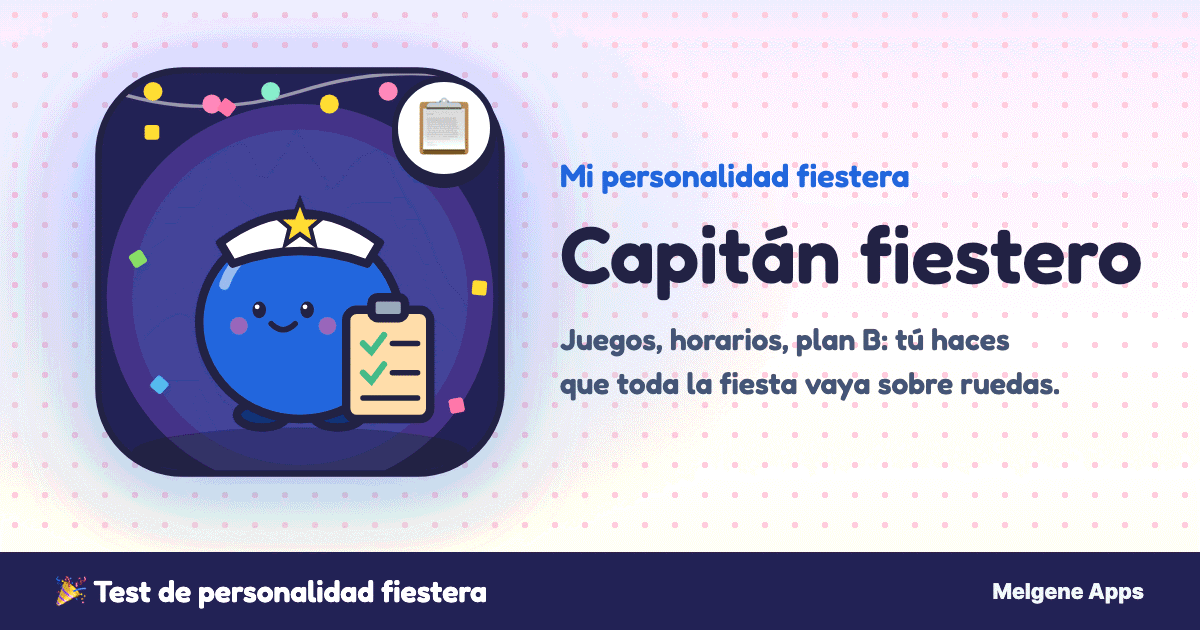 Mi personalidad fiestera
Capitán fiestero
Juegos, horarios, plan B: tú haces
que toda la fiesta vaya sobre ruedas.
🎉 Test de personalidad fiestera
Melgene Apps